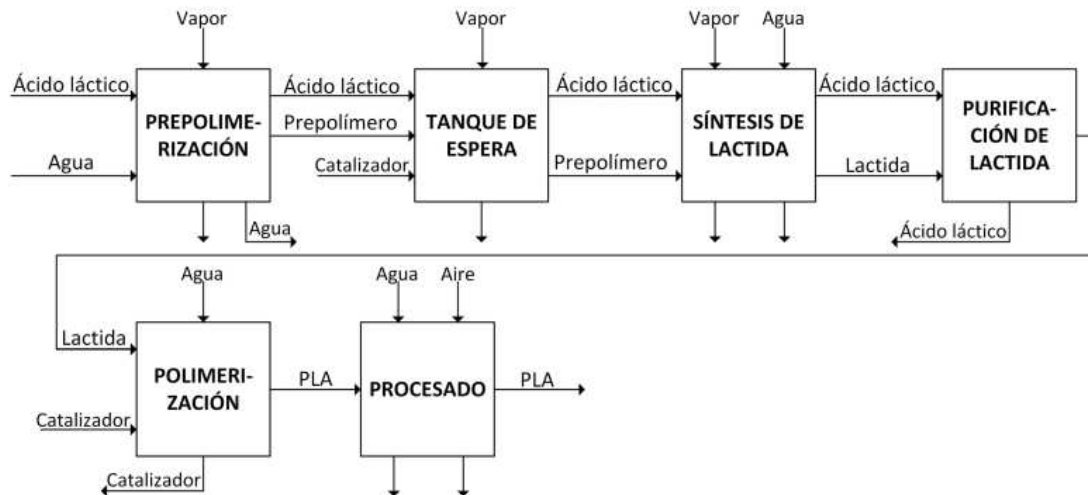 Vapor
Vapor
Vapor
Agua
Ácido láctico
Ácido láctico
Ácido láctico
Ácido láctico
PREPOLIME-
RIZACIÓN
Prepolímero
TANQUE DE
ESPERA
SÍNTESIS DE
LACTIDA
PURIFICA-
CIÓN DE
LACTIDA
Agua
Catalizador
Prepolímero
Lactida
Agua
Ácido láctico
Agua
Agua
Aire
Lactida
POLIMERI-
ZACIÓN
PLA
PROCESADO
PLA
Catalizador
Catalizador